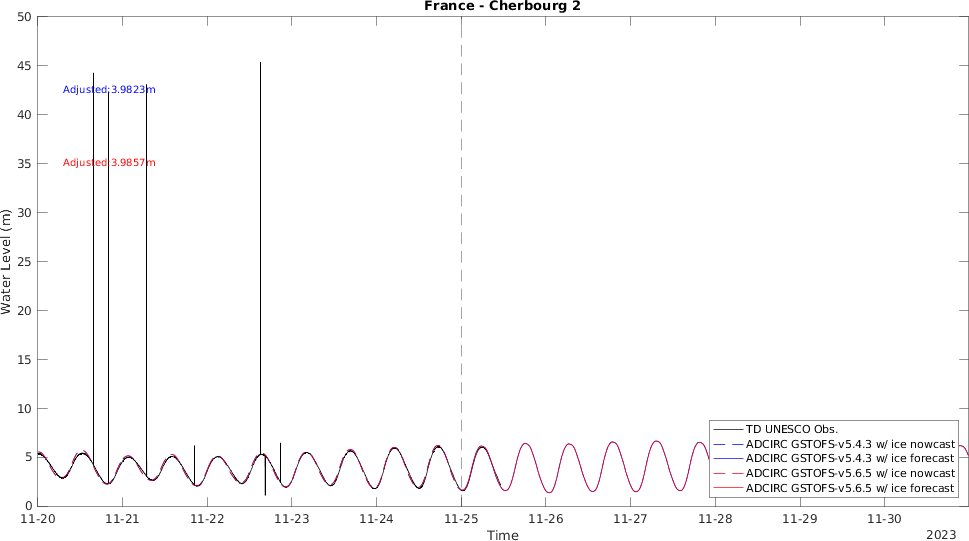 France - Cherbourg 2
50
45
40
35
30
25
20
15
10
5
0
Water Level (m)
Adjusted:3.9823m
Adjusted:3.9857m
TD UNESCO Obs.
ADCIRC GSTOFS-v5.4.3 w/ ice nowcast
ADCIRC GSTOFS-v5.4.3 w/ ice forecast
ADCIRC GSTOFS-v5.6.5 w/ ice nowcast
ADCIRC GSTOFS-v5.6.5 w/ ice forecast
11-20 11-21 11-22 11-23 11-24 11-25 11-26 11-27 11-28 11-29 11-30
Time
2023